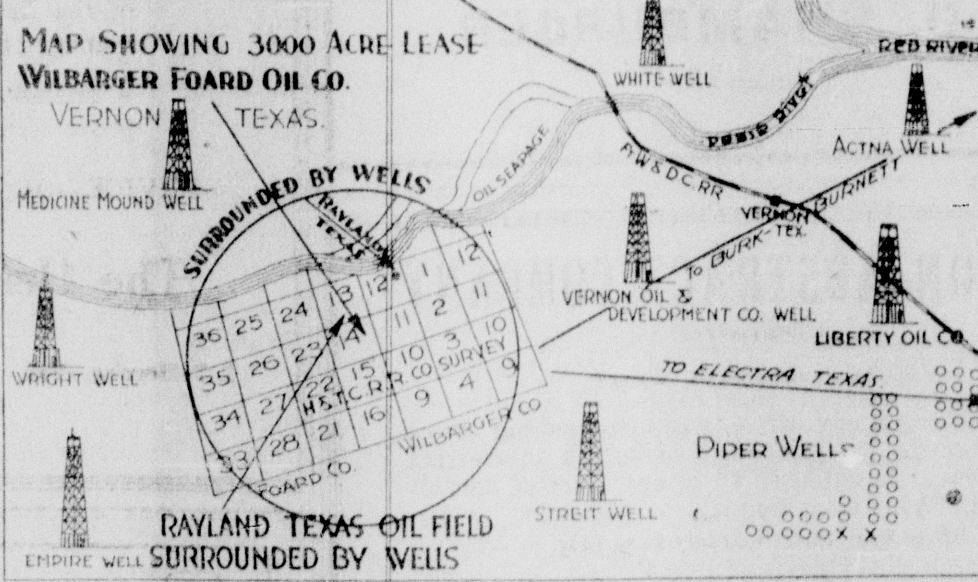 MAP SHOWING 3000 ACRE LEASE
WILBARGER FOARD OIL CO.
VERNON TEXAS.
WHITE WELL
RED RIVER
ACTNA WELL
MEDICINE MOUND WELL
SURROUNDED BY WELLS
RAYLAND
TEXAS
OIL SEEPAGE
F.W. & D.C. RR
VERNON
TEX.
TO BURK-BURNETT
VERNON OIL &
DEVELOPMENT CO. WELL
LIBERTY OIL CO.
WRIGHT WELL
36 25 24 13 12 1 12
35 26 23 14 11 2 11
34 27 22 15 10 3 10
H. & T. C. R. R. CO SURVEY
33 28 21 16 9 4 9
FOARD CO.
WILBARGER CO
TO ELECTRA TEXAS.
PIPER WELLS
STREIT WELL
EMPIRE WELL
RAYLAND TEXAS OIL FIELD
SURROUNDED BY WELLS